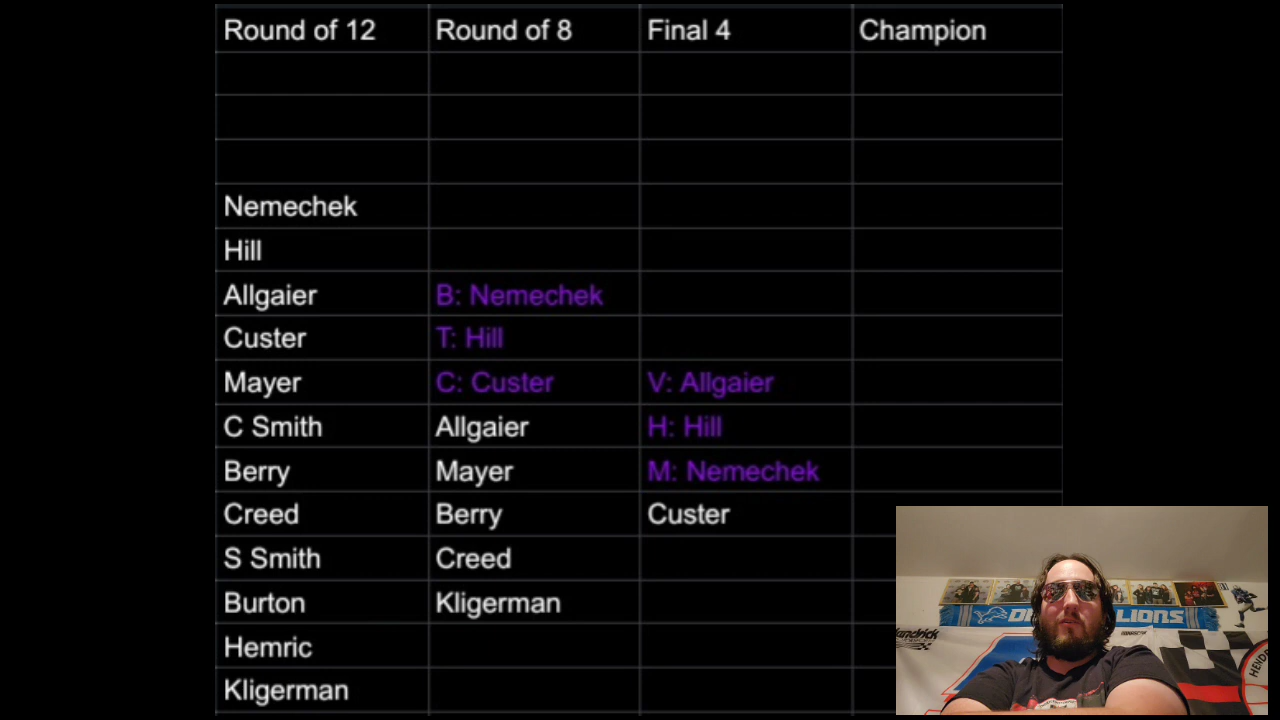 Round of 12 Round of 8 Final 4 Champion
Nemechek
Hill
Allgaier B: Nemechek
Custer T: Hill
Mayer C: Custer V: Allgaier
C Smith Allgaier H: Hill
Berry Mayer M: Nemechek
Creed Berry Custer
S Smith Creed
Burton Kligerman
Hemric
Kligerman
LIONS